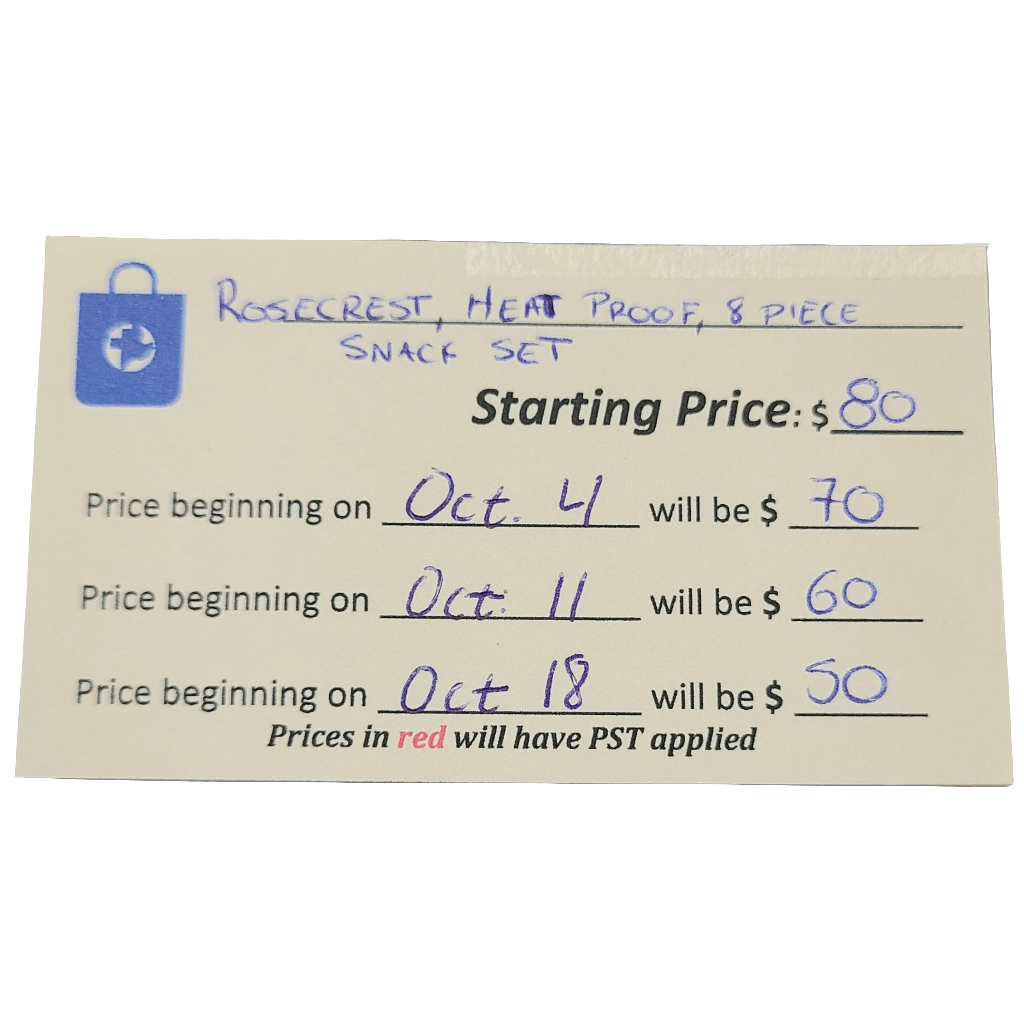 ROSECREST, HEAT PROOF, 8 PIECE
SNACK SET
Starting Price: $ 80
Price beginning on Oct. 4 will be $ 70
Price beginning on Oct. 11 will be $ 60
Price beginning on Oct 18 will be $ 50
Prices in red will have PST applied